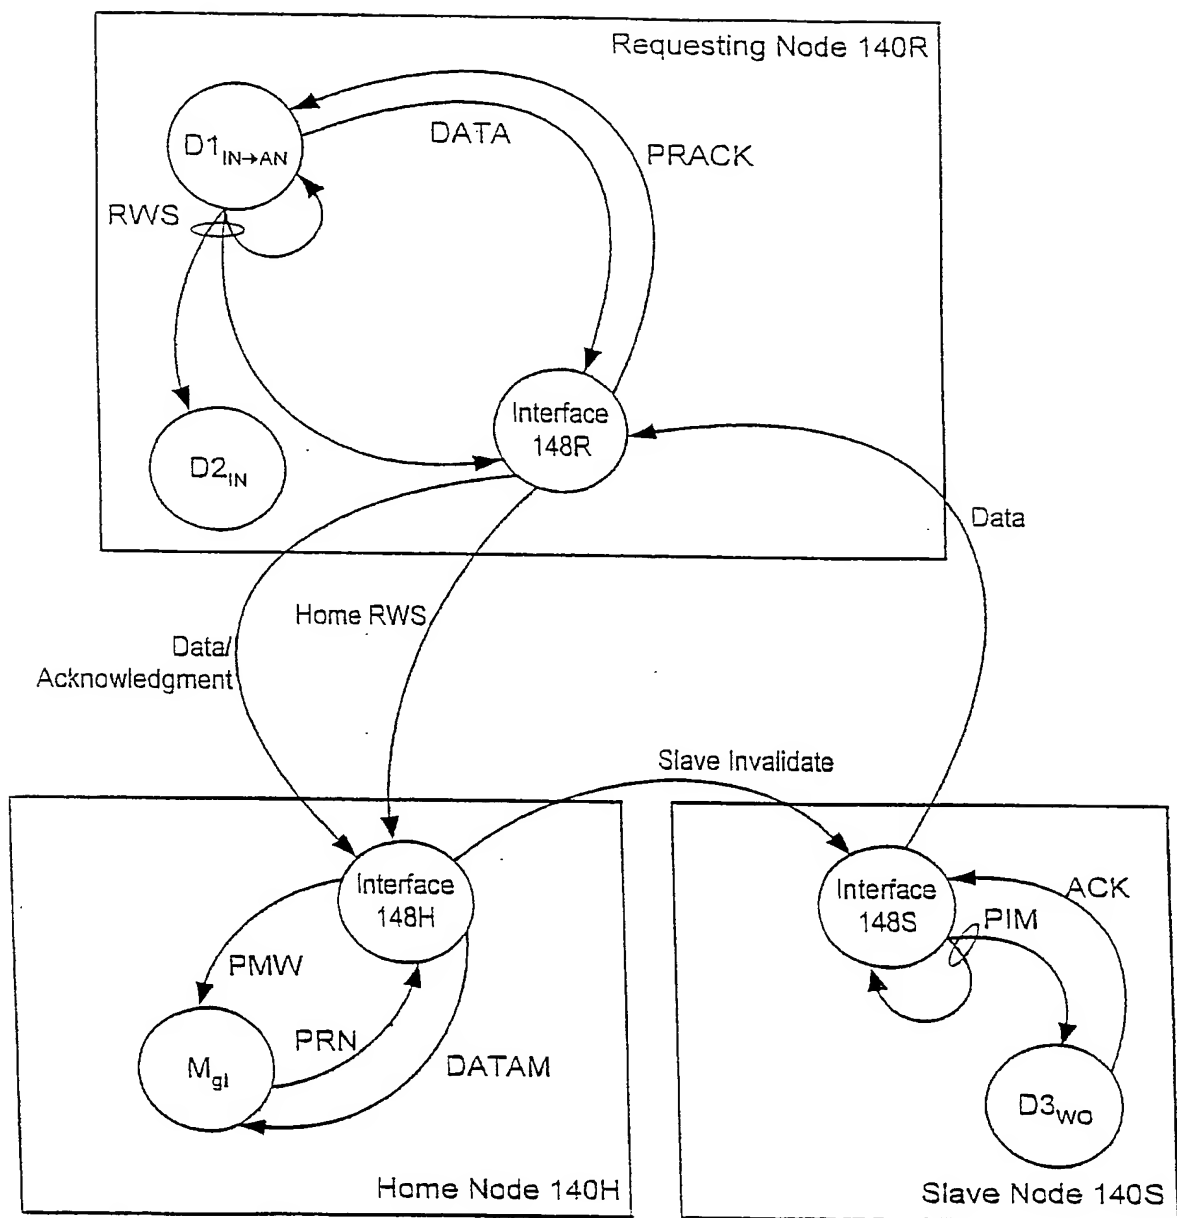 Requesting Node 140R
D1IN→AN
DATA
PRACK
RWS
Interface
148R
D2IN
Data
Home RWS
Data/
Acknowledgment
Slave Invalidate
Interface
148H
Interface
148S
ACK
PIM
PMW
PRN
DATAM
Mgl
D3WO
Home Node 140H
Slave Node 140S